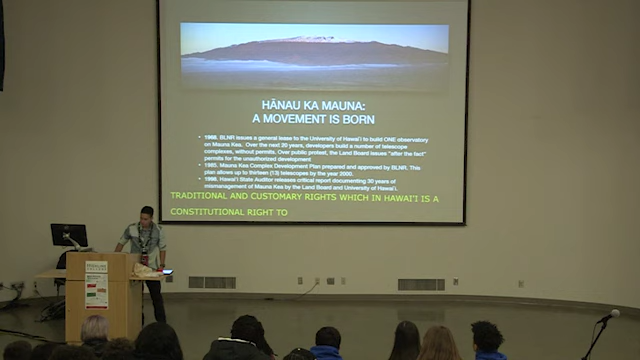 HĀNAU KA MAUNA:
A MOVEMENT IS BORN
• 1968. BLNR issues a general lease to the University of Hawai'i to build ONE observatory
on Mauna Kea. Over the next 20 years, developers build a number of telescope
complexes, without permits. Over public protest, the Land Board issues "after the fact"
permits for the unauthorized development
• 1985. Mauna Kea Complex Development Plan prepared and approved by BLNR. This
plan allows up to thirteen (13) telescopes by the year 2000.
• 1998. Hawai'i State Auditor releases critical report documenting 30 years of
mismanagement of Mauna Kea by the Land Board and University of Hawai'i.
TRADITIONAL AND CUSTOMARY RIGHTS WHICH IN HAWAI'I IS A
CONSTITUTIONAL RIGHT TO